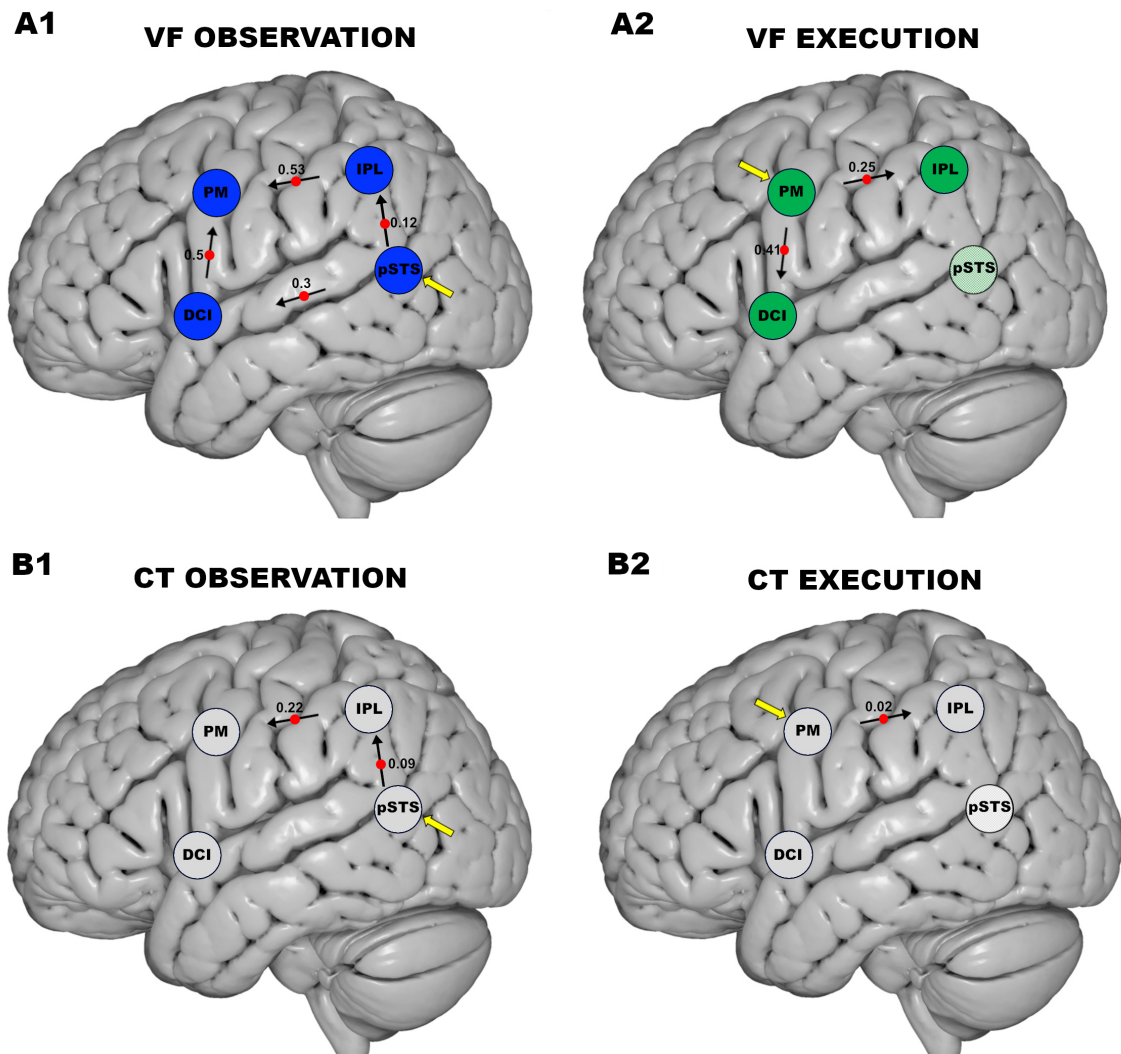 A1
VF OBSERVATION
0.53
IPL
PM
0.12
0.5
pSTS
0.3
DCI
A2
VF EXECUTION
0.25
IPL
PM
0.41
pSTS
DCI
B1
CT OBSERVATION
0.22
IPL
PM
0.09
pSTS
DCI
B2
CT EXECUTION
0.02
IPL
PM
pSTS
DCI